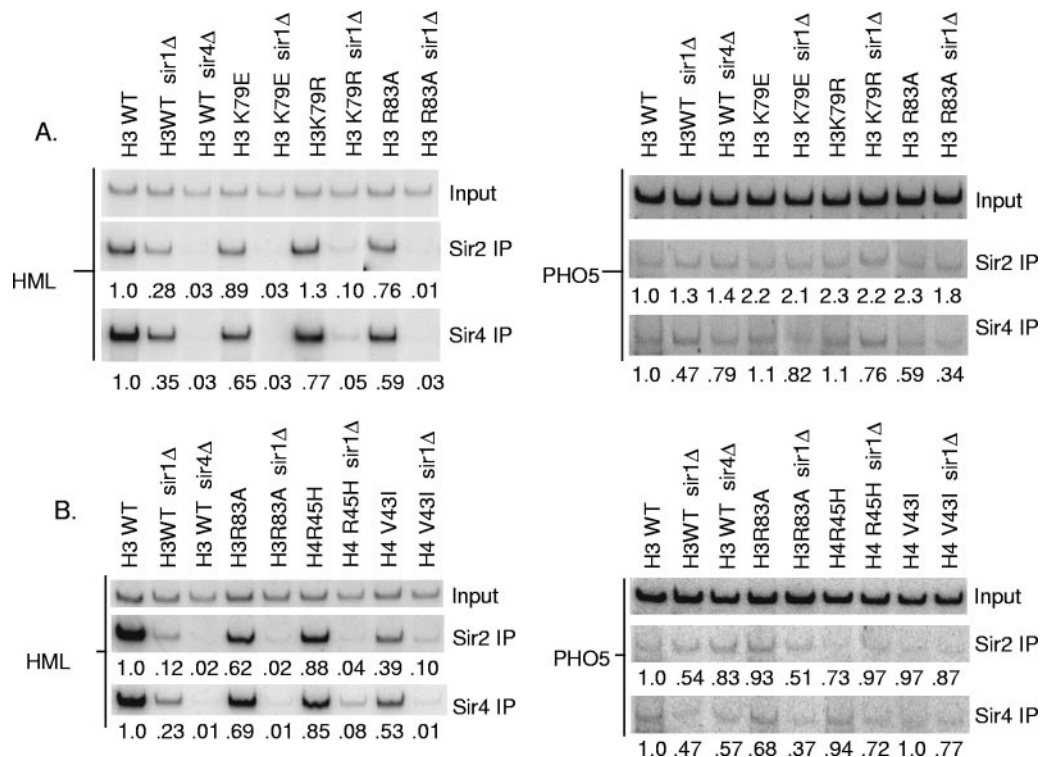 A.
H3 WT
H3WT sir1Δ
H3 WT sir4Δ
H3 K79E
H3 K79E sir1Δ
H3K79R
H3 K79R sir1Δ
H3 R83A
H3 R83A sir1Δ
Input
Sir2 IP
HML
1.0 .28 .03 .89 .03 1.3 .10 .76 .01
Sir4 IP
1.0 .35 .03 .65 .03 .77 .05 .59 .03
H3 WT
H3WT sir1Δ
H3 WT sir4Δ
H3 K79E
H3 K79E sir1Δ
H3K79R
H3 K79R sir1Δ
H3 R83A
H3 R83A sir1Δ
Input
Sir2 IP
PHO5
1.0 1.3 1.4 2.2 2.1 2.3 2.2 2.3 1.8
Sir4 IP
1.0 .47 .79 1.1 .82 1.1 .76 .59 .34
B.
H3 WT
H3WT sir1Δ
H3 WT sir4Δ
H3R83A
H3R83A sir1Δ
H4R45H
H4 R45H sir1Δ
H4 V43I
H4 V43I sir1Δ
Input
Sir2 IP
HML
1.0 .12 .02 .62 .02 .88 .04 .39 .10
Sir4 IP
1.0 .23 .01 .69 .01 .85 .08 .53 .01
H3 WT
H3WT sir1Δ
H3 WT sir4Δ
H3R83A
H3R83A sir1Δ
H4R45H
H4 R45H sir1Δ
H4 V43I
H4 V43I sir1Δ
Input
Sir2 IP
PHO5
1.0 .54 .83 .93 .51 .73 .97 .97 .87
Sir4 IP
1.0 .47 .57 .68 .37 .94 .72 1.0 .77